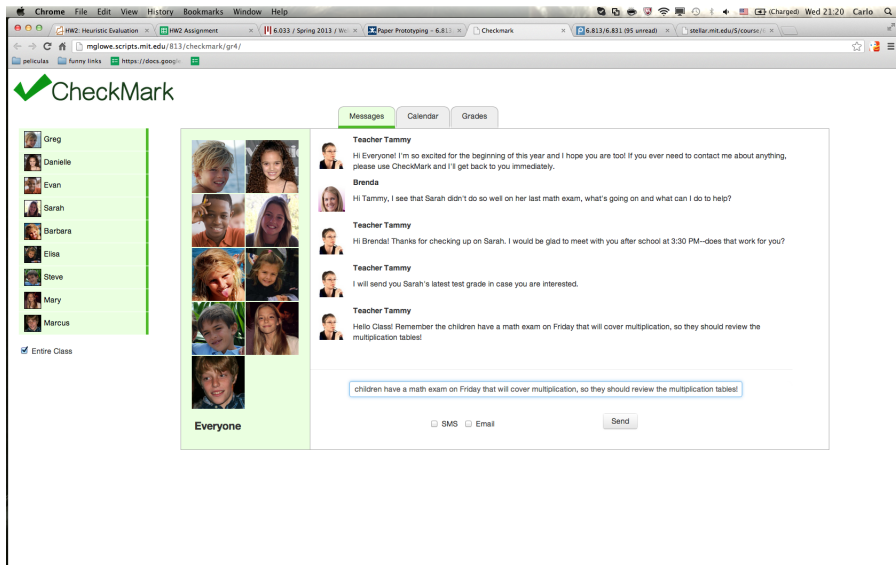 Chrome File Edit View History Bookmarks Window Help
(Charged) Wed 21:20 Carlo
HW2: Heuristic Evaluation
HW2 Assignment
6.033 / Spring 2013 / We
Paper Prototyping – 6.813
Checkmark
6.813/6.831 (95 unread)
stellar.mit.edu/S/course/
mglowe.scripts.mit.edu/813/checkmark/gr4/
peliculas
funny links
https://docs.google
CheckMark
Messages
Calendar
Grades
Greg
Danielle
Evan
Sarah
Barbara
Elisa
Steve
Mary
Marcus
Entire Class
Everyone
Teacher Tammy
Hi Everyone! I'm so excited for the beginning of this year and I hope you are too! If you ever need to contact me about anything,
please use CheckMark and I'll get back to you immediately.
Brenda
Hi Tammy, I see that Sarah didn't do so well on her last math exam, what's going on and what can I do to help?
Teacher Tammy
Hi Brenda! Thanks for checking up on Sarah. I would be glad to meet with you after school at 3:30 PM--does that work for you?
Teacher Tammy
I will send you Sarah's latest test grade in case you are interested.
Teacher Tammy
Hello Class! Remember the children have a math exam on Friday that will cover multiplication, so they should review the
multiplication tables!
children have a math exam on Friday that will cover multiplication, so they should review the multiplication tables!
SMS
Email
Send